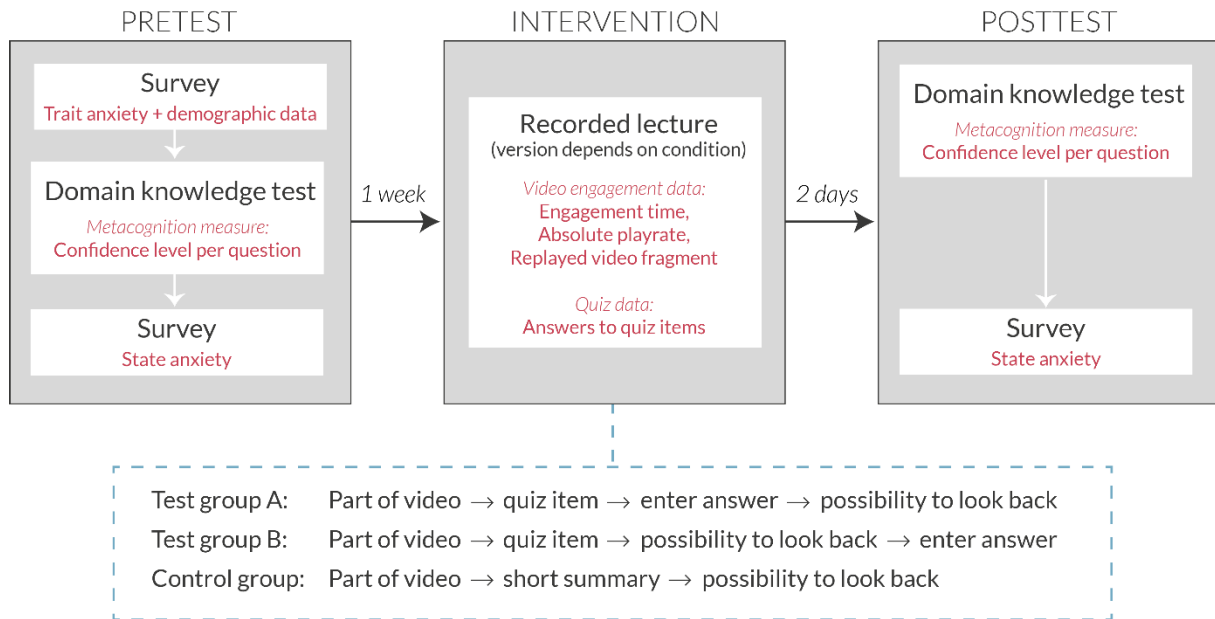 PRETEST
Survey
Trait anxiety + demographic data
Domain knowledge test
Metacognition measure:
Confidence level per question
Survey
State anxiety
1 week
INTERVENTION
Recorded lecture
(version depends on condition)
Video engagement data:
Engagement time,
Absolute playrate,
Replayed video fragment
Quiz data:
Answers to quiz items
2 days
POSTTEST
Domain knowledge test
Metacognition measure:
Confidence level per question
Survey
State anxiety
Test group A: Part of video → quiz item → enter answer → possibility to look back
Test group B: Part of video → quiz item → possibility to look back → enter answer
Control group: Part of video → short summary → possibility to look back